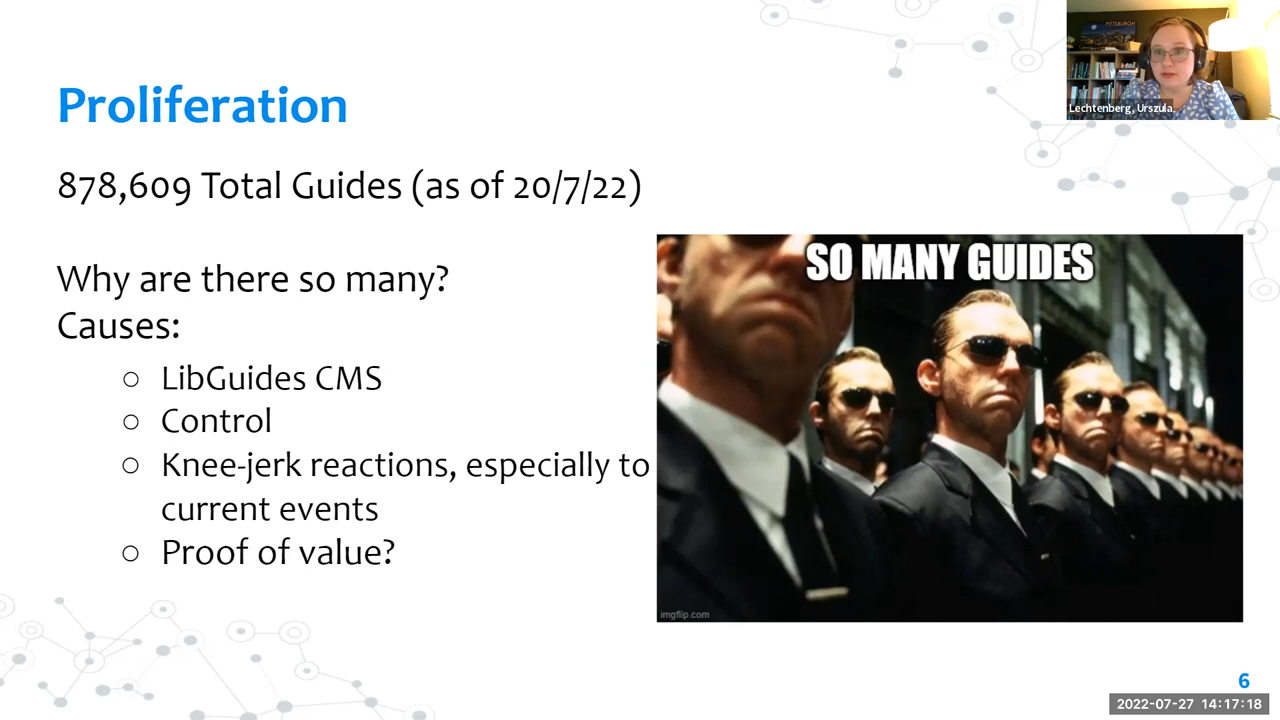 PITTSBURGH
Lechtenberg, Urszula
Proliferation
878,609 Total Guides (as of 20/7/22)
Why are there so many?
Causes:
○ LibGuides CMS
○ Control
○ Knee-jerk reactions, especially to
current events
○ Proof of value?
SO MANY GUIDES
imgflip.com
6
2022-07-27 14:17:18